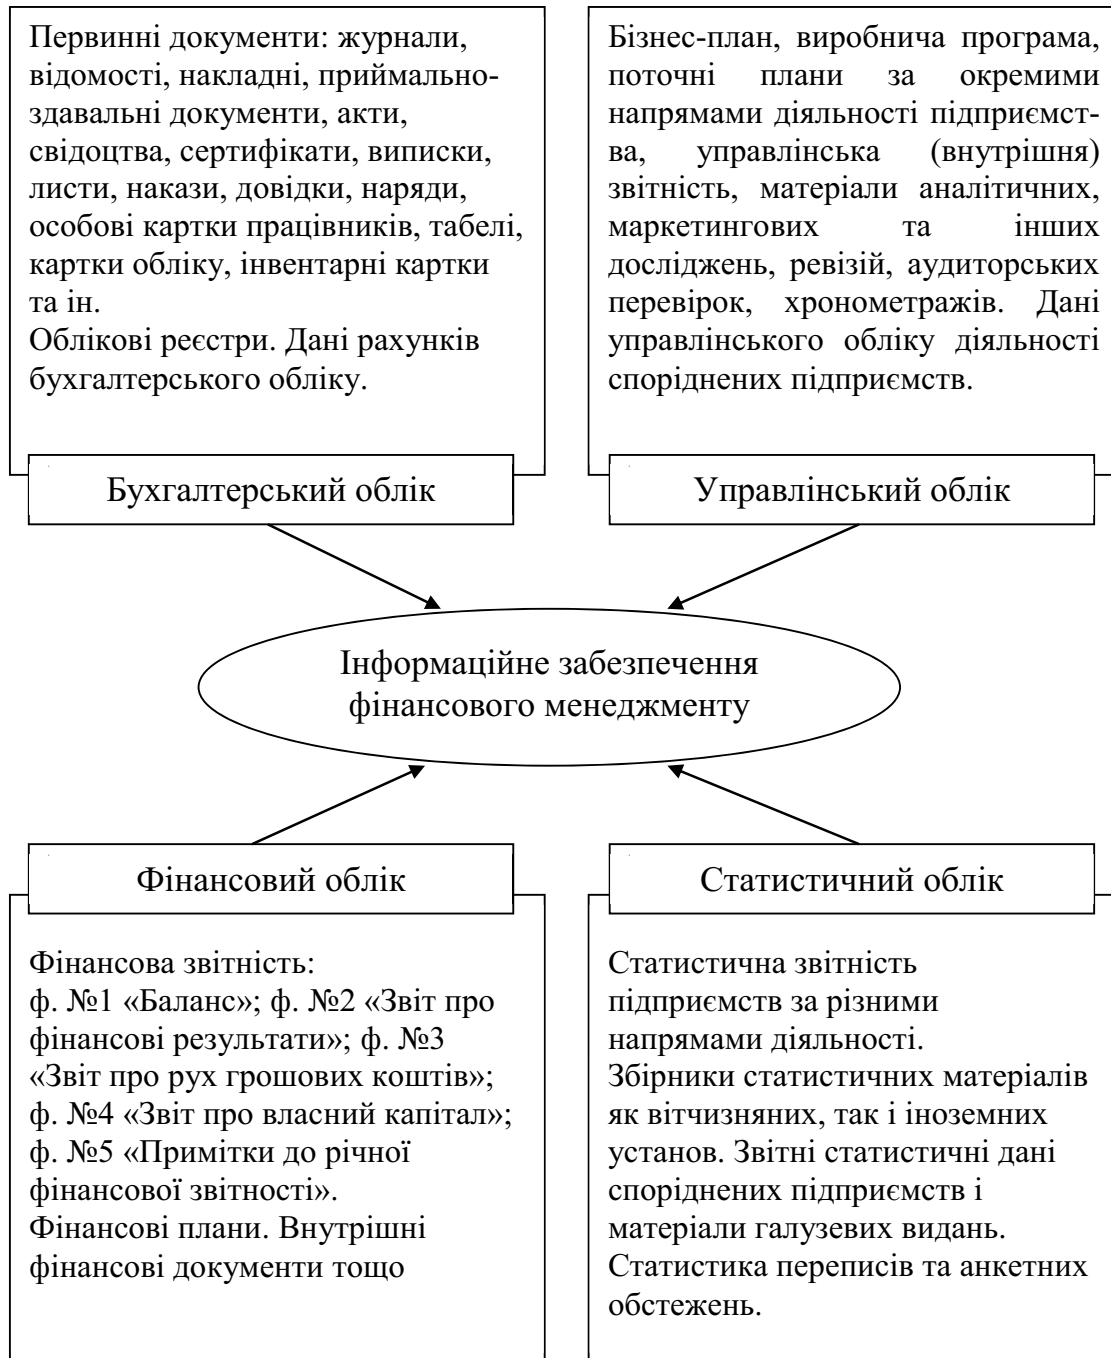 Первинні документи: журнали,
відомості, накладні, приймально-
здавальні документи, акти,
свідоцтва, сертифікати, виписки,
листи, накази, довідки, наряди,
особові картки працівників, табелі,
картки обліку, інвентарні картки
та ін.
Облікові реєстри. Дані рахунків
бухгалтерського обліку.
Бухгалтерський облік
Бізнес-план, виробнича програма,
поточні плани за окремими
напрямами діяльності підприємст-
ва, управлінська (внутрішня)
звітність, матеріали аналітичних,
маркетингових та інших
досліджень, ревізій, аудиторських
перевірок, хронометражів. Дані
управлінського обліку діяльності
споріднених підприємств.
Управлінський облік
Інформаційне забезпечення
фінансового менеджменту
Фінансовий облік
Фінансова звітність:
ф. №1 «Баланс»; ф. №2 «Звіт про
фінансові результати»; ф. №3
«Звіт про рух грошових коштів»;
ф. №4 «Звіт про власний капітал»;
ф. №5 «Примітки до річної
фінансової звітності».
Фінансові плани. Внутрішні
фінансові документи тощо
Статистичний облік
Статистична звітність
підприємств за різними
напрямами діяльності.
Збірники статистичних матеріалів
як вітчизняних, так і іноземних
установ. Звітні статистичні дані
споріднених підприємств і
матеріали галузевих видань.
Статистика переписів та анкетних
обстежень.